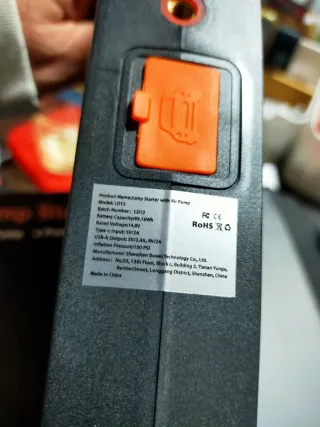 Product Name:Jump Starter with Air Pump
Model: LD12
Batch Number: LD12
Battery Capacity:
Rated Voltage:14.8V
Type-c Input:5V/2A
USB-A Output:5V/2.4A, 9V/2A
Inflation Pressure:150 PSI
Manufacturer: Shenzhen Buwei Technology Co., Ltd.
Address: No.03, 13th Floor, Block c, Building 3, Tianan Yungu,
Bantian Street, Longgang District, Shenzhen, China
Made in China
FC CE
RoHS